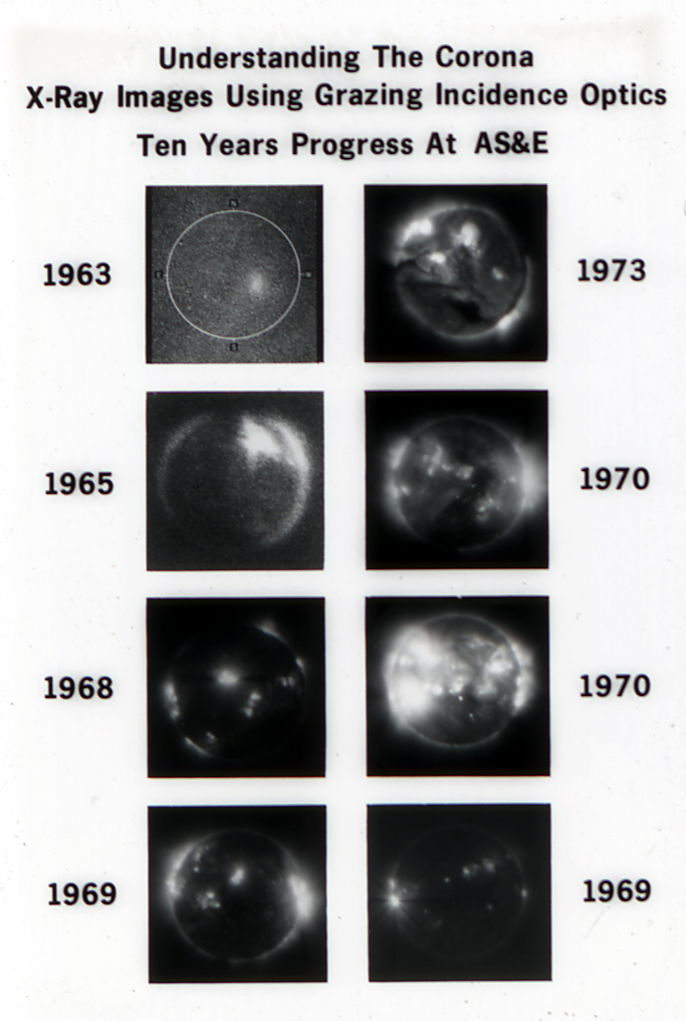 Understanding The Corona
X-Ray Images Using Grazing Incidence Optics
Ten Years Progress At AS&E
1963
1973
1965
1970
1968
1970
1969
1969